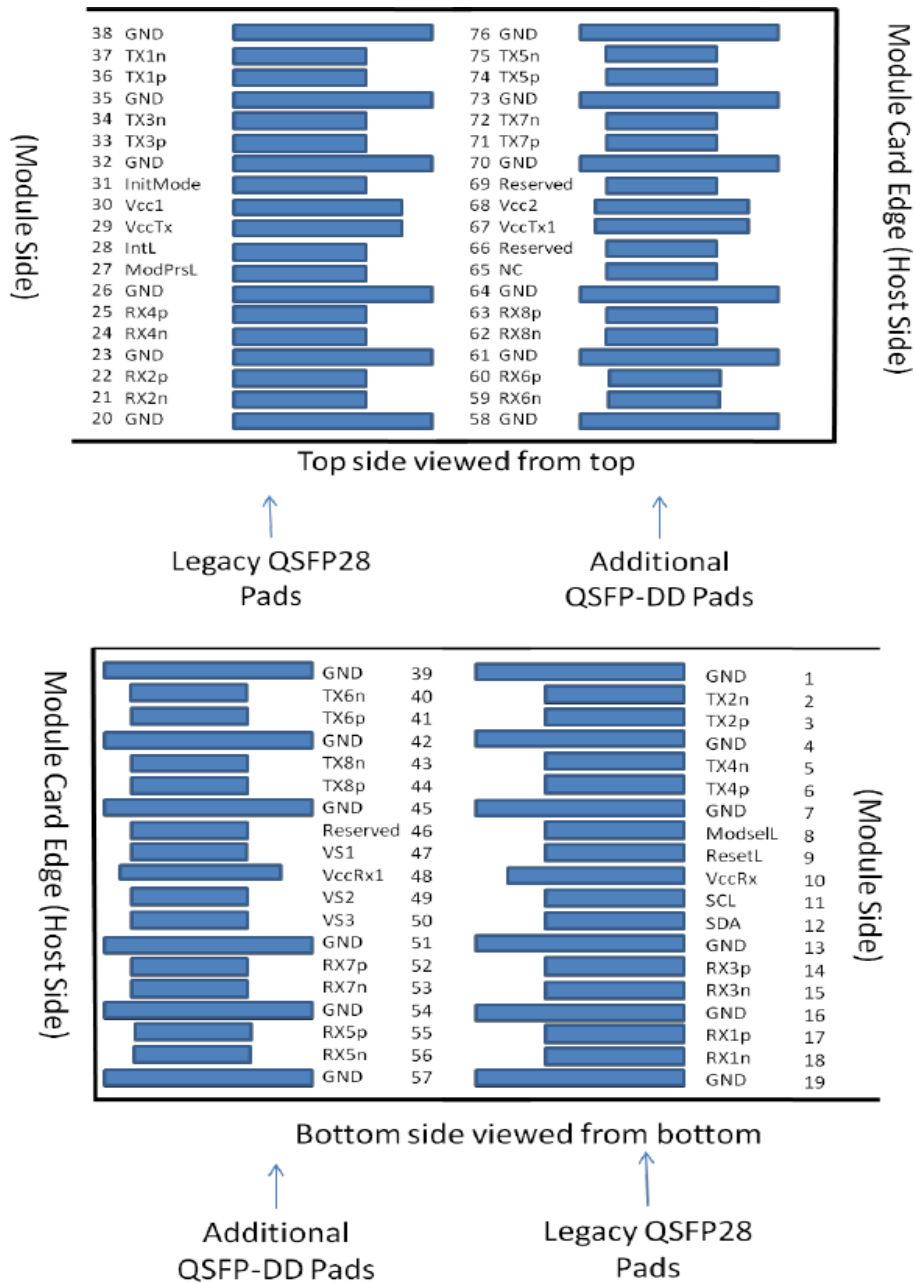 38 GND 76 GND
37 TX1n 75 TX5n
36 TX1p 74 TX5p
35 GND 73 GND
34 TX3n 72 TX7n
33 TX3p 71 TX7p
32 GND 70 GND
31 InitMode 69 Reserved
30 Vcc1 68 Vcc2
29 VccTx 67 VccTx1
28 IntL 66 Reserved
27 ModPrsL 65 NC
26 GND 64 GND
25 RX4p 63 RX8p
24 RX4n 62 RX8n
23 GND 61 GND
22 RX2p 60 RX6p
21 RX2n 59 RX6n
20 GND 58 GND
(Module Side)
Module Card Edge (Host Side)
Top side viewed from top
Legacy QSFP28
Pads
Additional
QSFP-DD Pads
Module Card Edge (Host Side)
GND 39 GND 1
TX6n 40 TX2n 2
TX6p 41 TX2p 3
GND 42 GND 4
TX8n 43 TX4n 5
TX8p 44 TX4p 6
GND 45 GND 7
Reserved 46 ModselL 8
VS1 47 ResetL 9
VccRx1 48 VccRx 10
VS2 49 SCL 11
VS3 50 SDA 12
GND 51 GND 13
RX7p 52 RX3p 14
RX7n 53 RX3n 15
GND 54 GND 16
RX5p 55 RX1p 17
RX5n 56 RX1n 18
GND 57 GND 19
(Module Side)
Bottom side viewed from bottom
Additional
QSFP-DD Pads
Legacy QSFP28
Pads